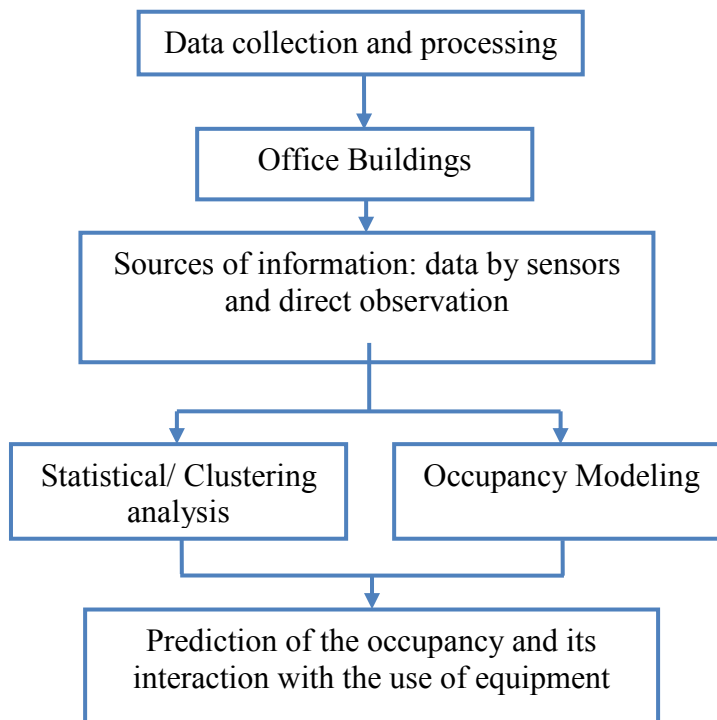 Data collection and processing
Office Buildings
Sources of information: data by sensors
and direct observation
Statistical/ Clustering
analysis
Occupancy Modeling
Prediction of the occupancy and its
interaction with the use of equipment